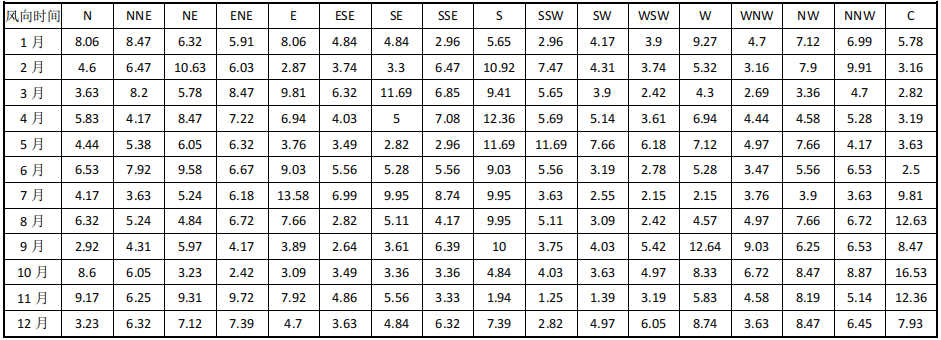 风向时间 N NNE NE ENE E ESE SE SSE S SSW SW WSW W WNW NW NNW C
1 月 8.06 8.47 6.32 5.91 8.06 4.84 4.84 2.96 5.65 2.96 4.17 3.9 9.27 4.7 7.12 6.99 5.78
2 月 4.6 6.47 10.63 6.03 2.87 3.74 3.3 6.47 10.92 7.47 4.31 3.74 5.32 3.16 7.9 9.91 3.16
3 月 3.63 8.2 5.78 8.47 9.81 6.32 11.69 6.85 9.41 5.65 3.9 2.42 4.3 2.69 3.36 4.7 2.82
4 月 5.83 4.17 8.47 7.22 6.94 4.03 5 7.08 12.36 5.69 5.14 3.61 6.94 4.44 4.58 5.28 3.19
5 月 4.44 5.38 6.05 6.32 3.76 3.49 2.82 2.96 11.69 11.69 7.66 6.18 7.12 4.97 7.66 4.17 3.63
6 月 6.53 7.92 9.58 6.67 9.03 5.56 5.28 5.56 9.03 5.56 3.19 2.78 5.28 3.47 5.56 6.53 2.5
7 月 4.17 3.63 5.24 6.18 13.58 6.99 9.95 8.74 9.95 3.63 2.55 2.15 2.15 3.76 3.9 3.63 9.81
8 月 6.32 5.24 4.84 6.72 7.66 2.82 5.11 4.17 9.95 5.11 3.09 2.42 4.57 4.97 7.66 6.72 12.63
9 月 2.92 4.31 5.97 4.17 3.89 2.64 3.61 6.39 10 3.75 4.03 5.42 12.64 9.03 6.25 6.53 8.47
10 月 8.6 6.05 3.23 2.42 3.09 3.49 3.36 3.36 4.84 4.03 3.63 4.97 8.33 6.72 8.47 8.87 16.53
11 月 9.17 6.25 9.31 9.72 7.92 4.86 5.56 3.33 1.94 1.25 1.39 3.19 5.83 4.58 8.19 5.14 12.36
12 月 3.23 6.32 7.12 7.39 4.7 3.63 4.84 6.32 7.39 2.82 4.97 6.05 8.74 3.63 8.47 6.45 7.93